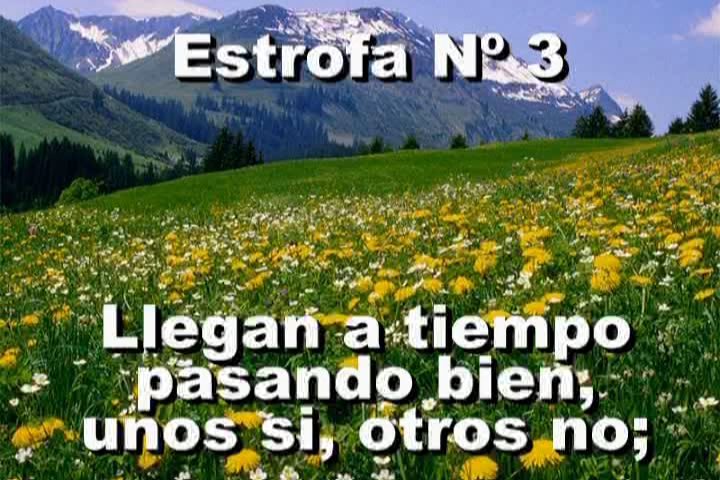 Estrofa Nº 3
Llegan a tiempo
pasando bien,
unos si, otros no;